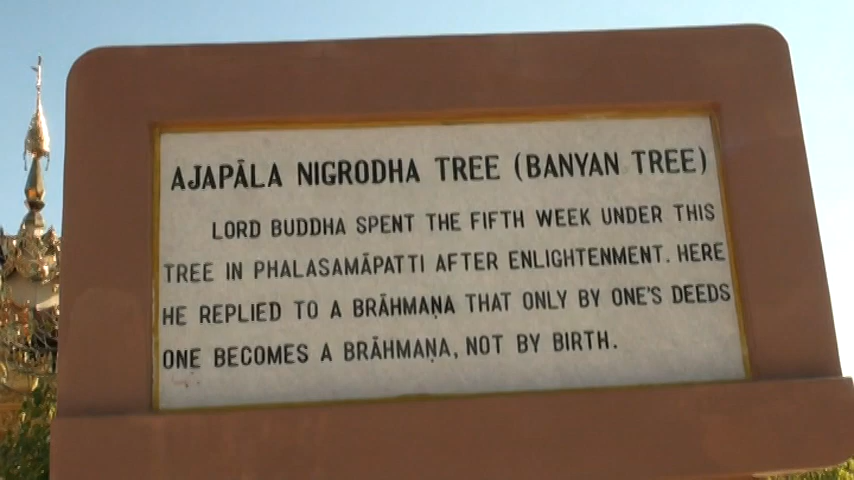 AJAPĀLA NIGRODHA TREE (BANYAN TREE)
LORD BUDDHA SPENT THE FIFTH WEEK UNDER THIS
TREE IN PHALASAMĀPATTI AFTER ENLIGHTENMENT. HERE
HE REPLIED TO A BRĀHMAṆA THAT ONLY BY ONE'S DEEDS
ONE BECOMES A BRĀHMAṆA, NOT BY BIRTH.